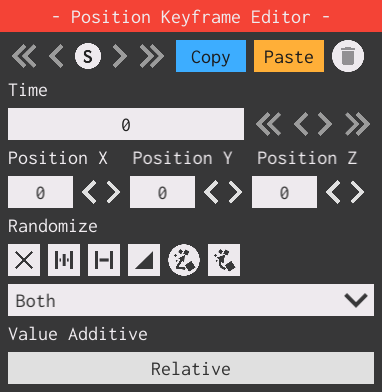 - Position Keyframe Editor -
S Copy Paste
Time
0
Position X Position Y Position Z
0 0 0
Randomize
Both
Value Additive
Relative